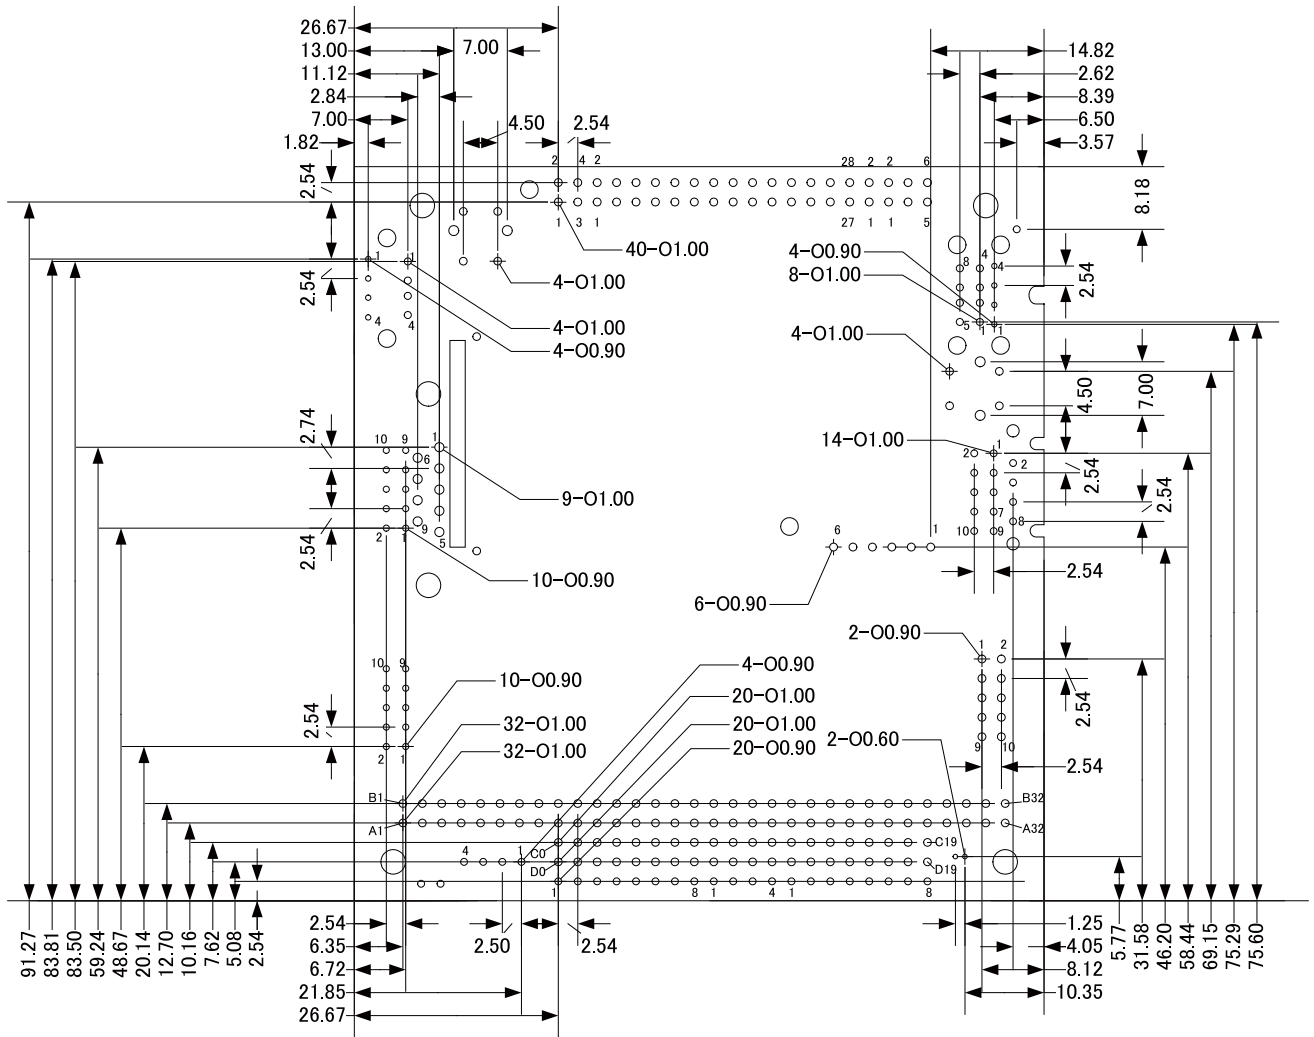 26.67
13.00
11.12
2.84
7.00
1.82
7.00
4.50
2.54
14.82
2.62
8.39
6.50
3.57
8.18
2.54
2 4 2 28 2 2 6
1 3 1 27 1 1 5
40-O1.00
4-O1.00
4-O1.00
4-O0.90
4-O0.90
8-O1.00
4-O1.00
2.54
1 1
4 4
8 4 4
5 1 1
2.54
4.50
7.00
2.74
10 9
1
6
9 5
2 1
2.54
9-O1.00
10-O0.90
14-O1.00
2 1 2
7 8
10 9
2.54
2.54
2.54
6 1
6-O0.90
2-O0.90
1 2
9 10
2.54
2.54
10 9
2 1
2.54
10-O0.90
32-O1.00
32-O1.00
4-O0.90
20-O1.00
20-O1.00
20-O0.90
2-O0.60
B1 B32
A1 A32
C0 C19
D0 D19
4 1 1
1 8 1 4 1 8
91.27
83.81
83.50
59.24
48.67
20.14
12.70
10.16
7.62
5.08
2.54
2.54
6.35
6.72
21.85
26.67
2.50
2.54
1.25
4.05
8.12
10.35
5.77
31.58
46.20
58.44
69.15
75.29
75.60